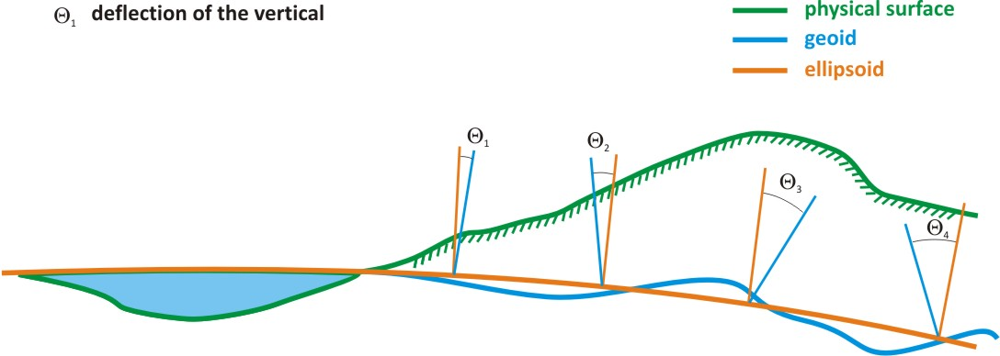 Θ1 deflection of the vertical
physical surface
geoid
ellipsoid
Θ1
Θ2
Θ3
Θ4